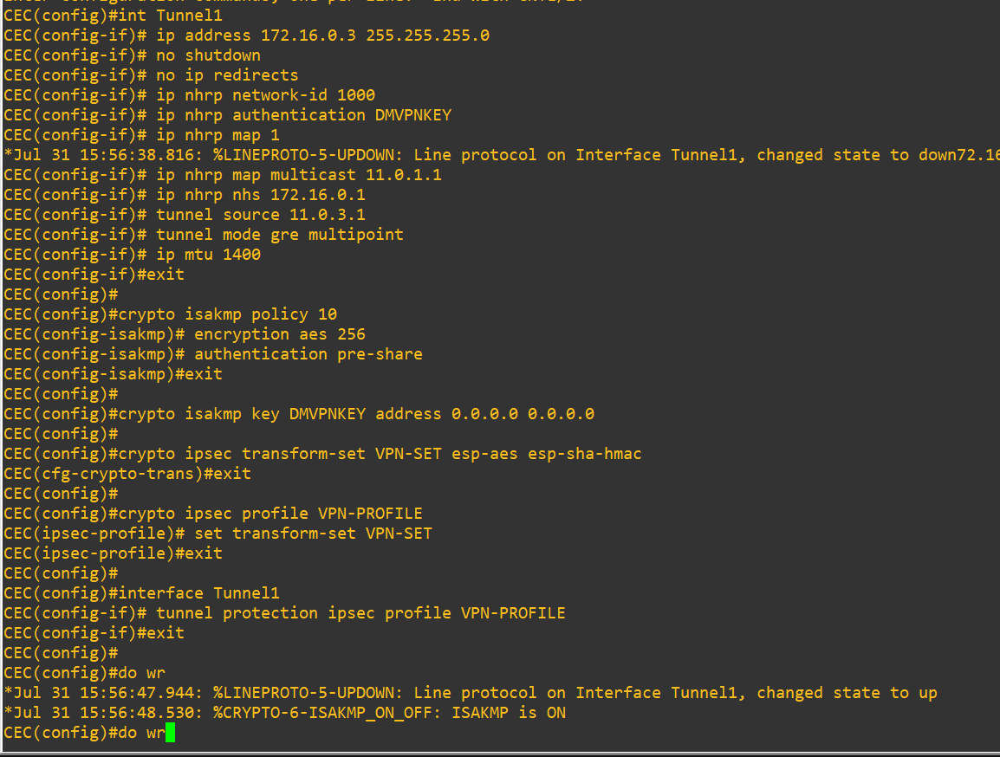 CEC(config)#int Tunnel1
CEC(config-if)# ip address 172.16.0.3 255.255.255.0
CEC(config-if)# no shutdown
CEC(config-if)# no ip redirects
CEC(config-if)# ip nhrp network-id 1000
CEC(config-if)# ip nhrp authentication DMVPNKEY
CEC(config-if)# ip nhrp map 1
*Jul 31 15:56:38.816: %LINEPROTO-5-UPDOWN: Line protocol on Interface Tunnel1, changed state to down72.16
CEC(config-if)# ip nhrp map multicast 11.0.1.1
CEC(config-if)# ip nhrp nhs 172.16.0.1
CEC(config-if)# tunnel source 11.0.3.1
CEC(config-if)# tunnel mode gre multipoint
CEC(config-if)# ip mtu 1400
CEC(config-if)#exit
CEC(config)#
CEC(config)#crypto isakmp policy 10
CEC(config-isakmp)# encryption aes 256
CEC(config-isakmp)# authentication pre-share
CEC(config-isakmp)#exit
CEC(config)#
CEC(config)#crypto isakmp key DMVPNKEY address 0.0.0.0 0.0.0.0
CEC(config)#
CEC(config)#crypto ipsec transform-set VPN-SET esp-aes esp-sha-hmac
CEC(cfg-crypto-trans)#exit
CEC(config)#
CEC(config)#crypto ipsec profile VPN-PROFILE
CEC(ipsec-profile)# set transform-set VPN-SET
CEC(ipsec-profile)#exit
CEC(config)#
CEC(config)#interface Tunnel1
CEC(config-if)# tunnel protection ipsec profile VPN-PROFILE
CEC(config-if)#exit
CEC(config)#
CEC(config)#do wr
*Jul 31 15:56:47.944: %LINEPROTO-5-UPDOWN: Line protocol on Interface Tunnel1, changed state to up
*Jul 31 15:56:48.530: %CRYPTO-6-ISAKMP_ON_OFF: ISAKMP is ON
CEC(config)#do wr